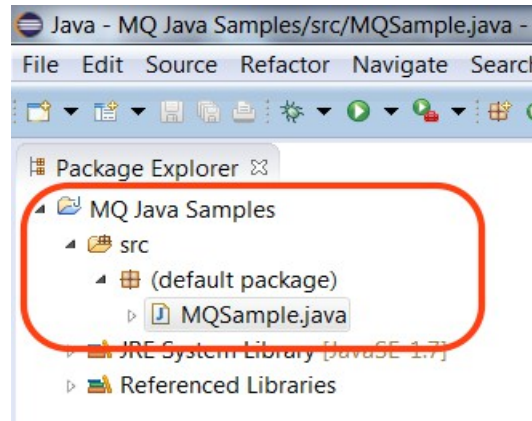 Java - MQ Java Samples/src/MQSample.java -
File Edit Source Refactor Navigate Search
Package Explorer
MQ Java Samples
src
(default package)
MQSample.java
JRE System Library [JavaSE-1.7]
Referenced Libraries